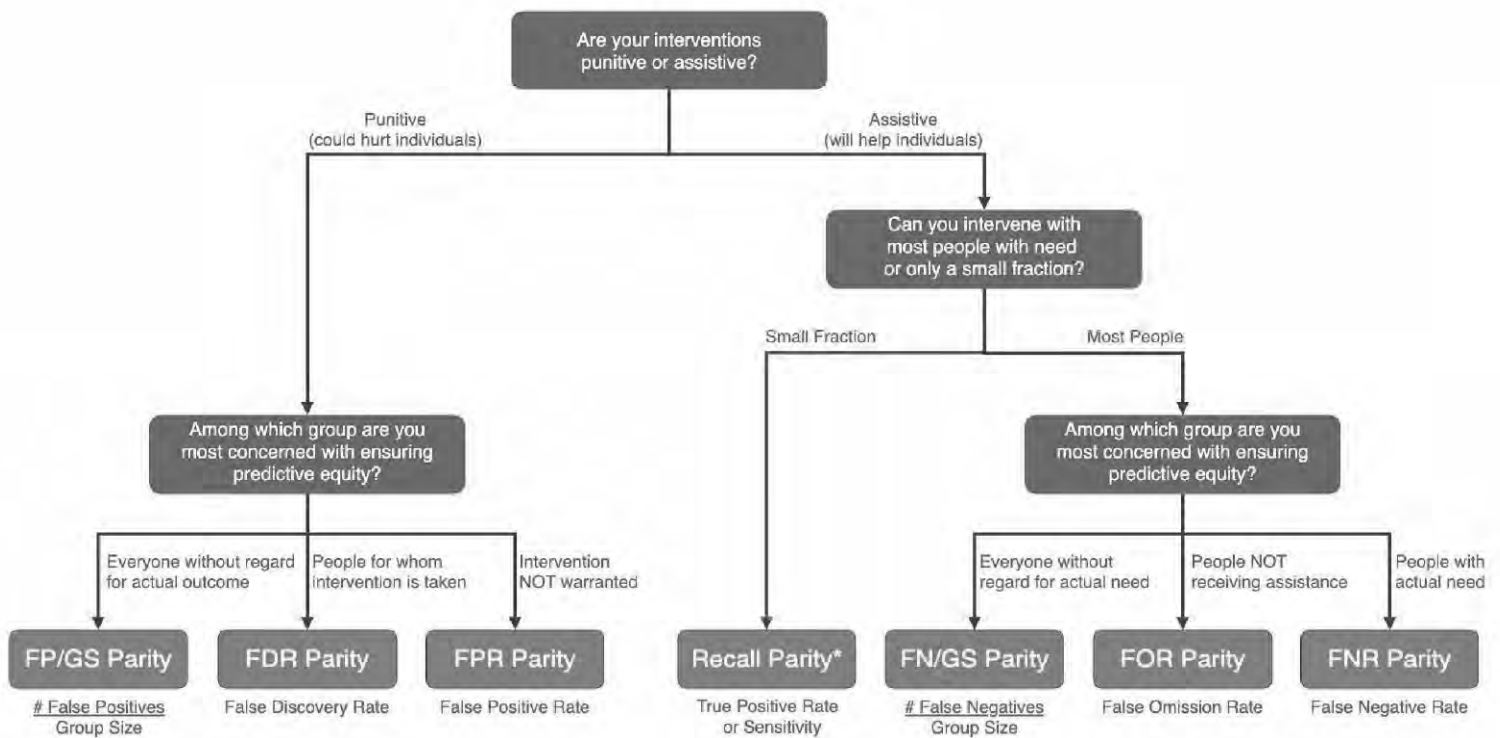 Are your interventions
punitive or assistive?
Punitive
(could hurt individuals)
Assistive
(will help individuals)
Can you intervene with
most people with need
or only a small fraction?
Small Fraction
Most People
Among which group are you
most concerned with ensuring
predictive equity?
Among which group are you
most concerned with ensuring
predictive equity?
Everyone without regard
for actual outcome
People for whom
intervention is taken
Intervention
NOT warranted
Everyone without
regard for actual need
People NOT
receiving assistance
People with
actual need
FP/GS Parity
FDR Parity
FPR Parity
Recall Parity*
FN/GS Parity
FOR Parity
FNR Parity
# False Positives
Group Size
False Discovery Rate
False Positive Rate
True Positive Rate
or Sensitivity
# False Negatives
Group Size
False Omission Rate
False Negative Rate